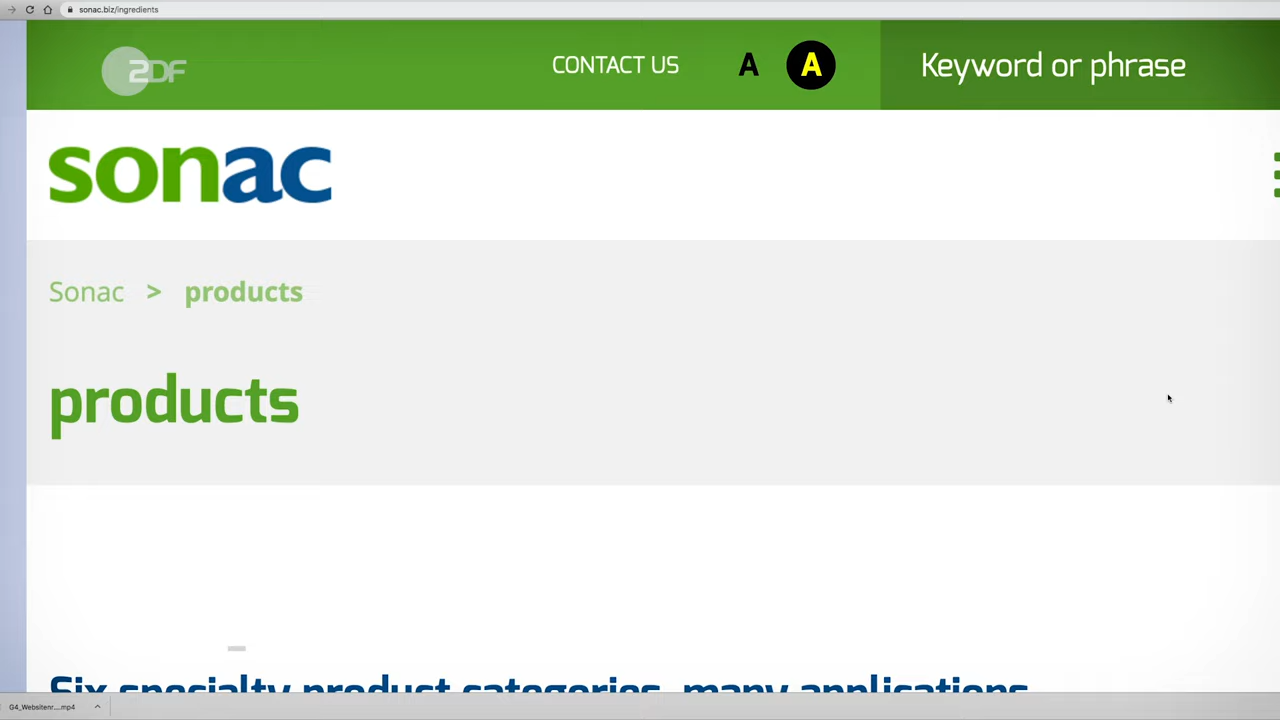 sonac.biz/ingredients
2DF
CONTACT US
A
A
Keyword or phrase
sonac
Sonac > products
products
Six specialty product categories, many applications
G4_Websitenr....mp4